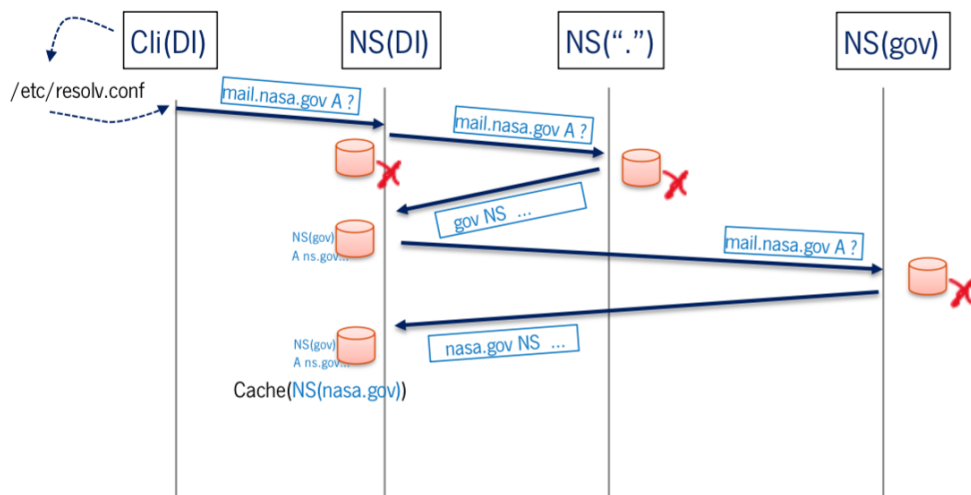 Cli(DI)
NS(DI)
NS(“.”)
NS(gov)
/etc/resolv.conf
mail.nasa.gov A ?
mail.nasa.gov A ?
gov NS ...
NS(gov)
A ns.gov...
mail.nasa.gov A ?
nasa.gov NS ...
NS(gov)
A ns.gov...
Cache(NS(nasa.gov))